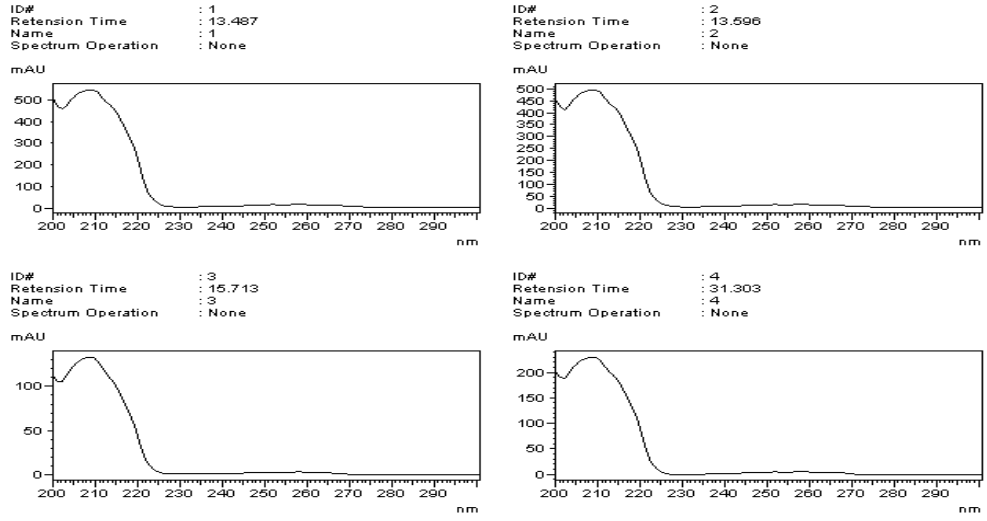 ID# : 1
Retention Time : 13.487
Name : 1
Spectrum Operation : None
mAU
500
400
300
200
100
0
200 210 220 230 240 250 260 270 280 290
nm
ID# : 2
Retention Time : 13.596
Name : 2
Spectrum Operation : None
mAU
500
450
400
350
300
250
200
150
100
50
0
200 210 220 230 240 250 260 270 280 290
nm
ID# : 3
Retention Time : 15.713
Name : 3
Spectrum Operation : None
mAU
100
50
0
200 210 220 230 240 250 260 270 280 290
nm
ID# : 4
Retention Time : 31.303
Name : 4
Spectrum Operation : None
mAU
200
150
100
50
0
200 210 220 230 240 250 260 270 280 290
nm